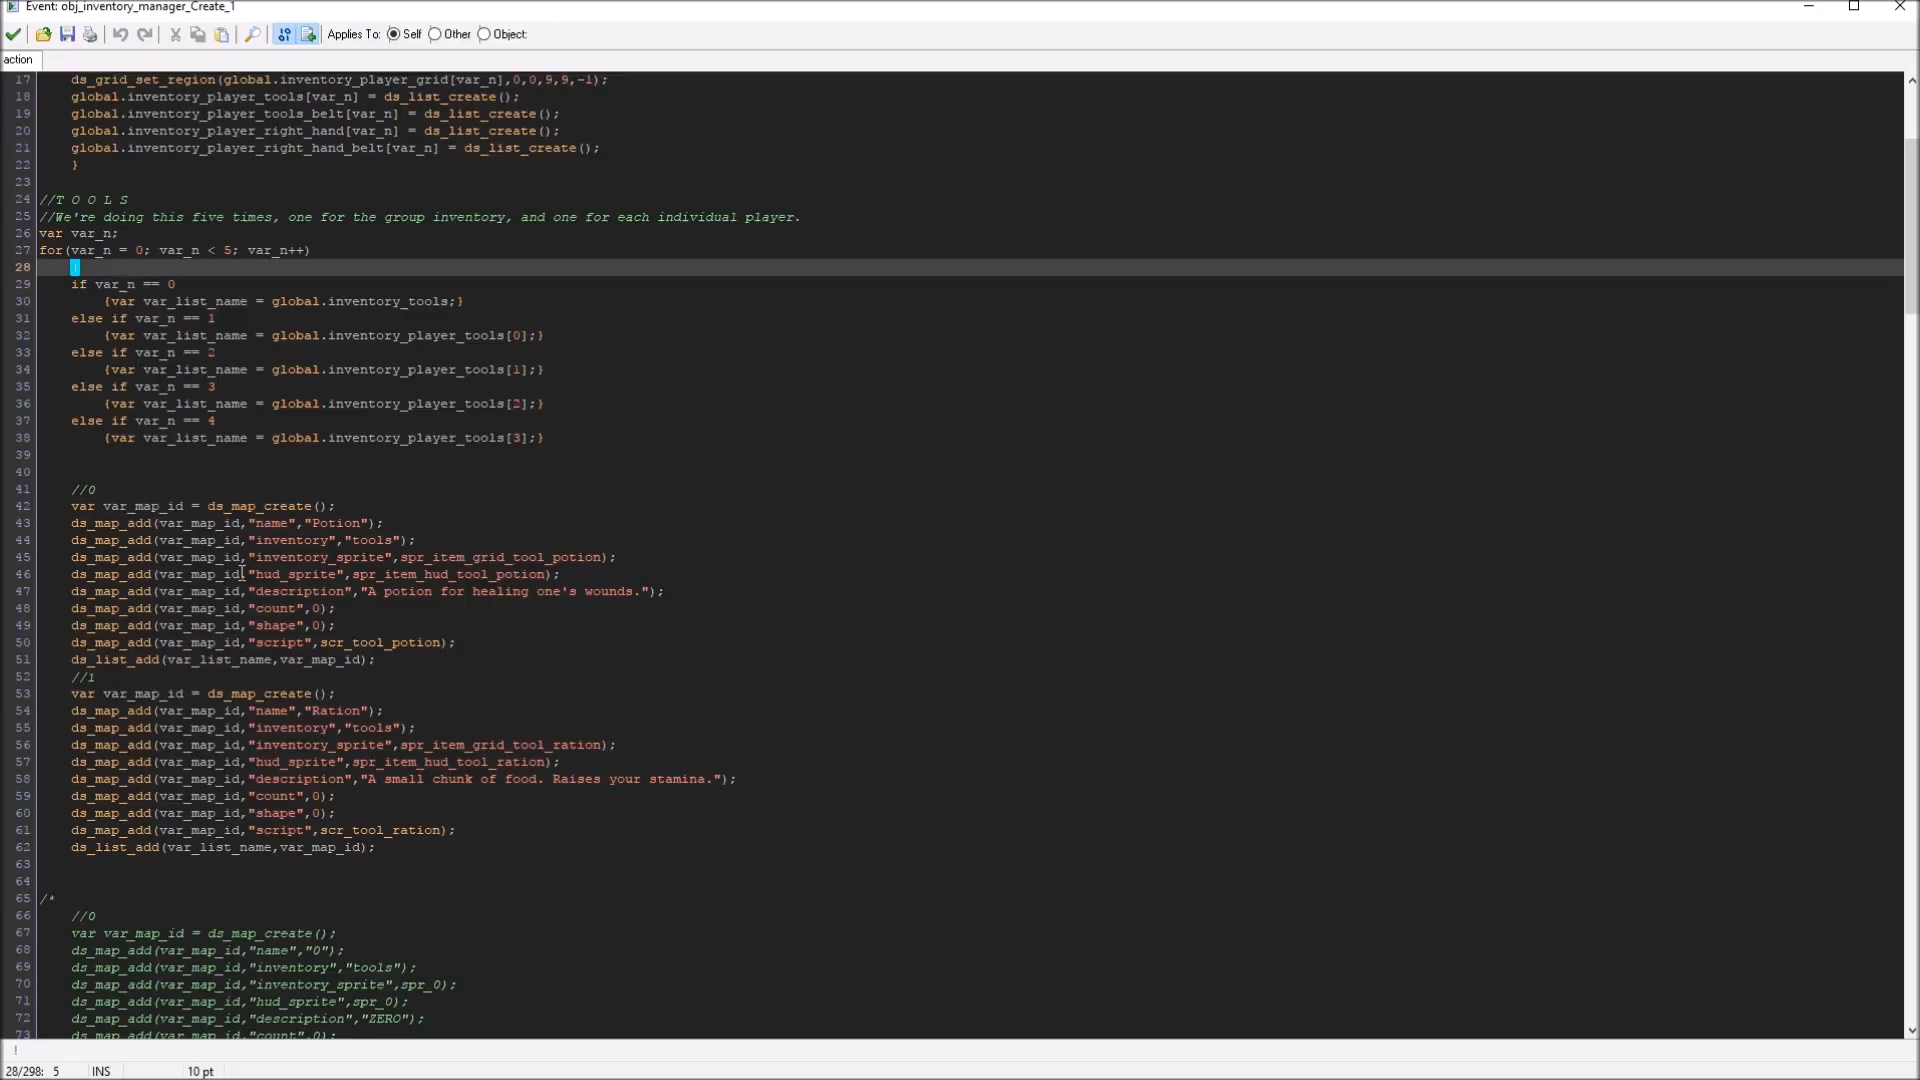 Event: obj_inventory_manager_Create_1
Applies To: Self Other Object:
action
17 ds_grid_set_region(global.inventory_player_grid[var_n],0,0,9,9,-1);
18 global.inventory_player_tools[var_n] = ds_list_create();
19 global.inventory_player_tools_belt[var_n] = ds_list_create();
20 global.inventory_player_right_hand[var_n] = ds_list_create();
21 global.inventory_player_right_hand_belt[var_n] = ds_list_create();
22 }
23
24 //T O O L S
25 //We're doing this five times, one for the group inventory, and one for each individual player.
26 var var_n;
27 for(var_n = 0; var_n < 5; var_n++)
28
29 if var_n == 0
30 {var var_list_name = global.inventory_tools;}
31 else if var_n == 1
32 {var var_list_name = global.inventory_player_tools[0];}
33 else if var_n == 2
34 {var var_list_name = global.inventory_player_tools[1];}
35 else if var_n == 3
36 {var var_list_name = global.inventory_player_tools[2];}
37 else if var_n == 4
38 {var var_list_name = global.inventory_player_tools[3];}
39
40
41 //0
42 var var_map_id = ds_map_create();
43 ds_map_add(var_map_id,"name","Potion");
44 ds_map_add(var_map_id,"inventory","tools");
45 ds_map_add(var_map_id,"inventory_sprite",spr_item_grid_tool_potion);
46 ds_map_add(var_map_id,"hud_sprite",spr_item_hud_tool_potion);
47 ds_map_add(var_map_id,"description","A potion for healing one's wounds.");
48 ds_map_add(var_map_id,"count",0);
49 ds_map_add(var_map_id,"shape",0);
50 ds_map_add(var_map_id,"script",scr_tool_potion);
51 ds_list_add(var_list_name,var_map_id);
52 //1
53 var var_map_id = ds_map_create();
54 ds_map_add(var_map_id,"name","Ration");
55 ds_map_add(var_map_id,"inventory","tools");
56 ds_map_add(var_map_id,"inventory_sprite",spr_item_grid_tool_ration);
57 ds_map_add(var_map_id,"hud_sprite",spr_item_hud_tool_ration);
58 ds_map_add(var_map_id,"description","A small chunk of food. Raises your stamina.");
59 ds_map_add(var_map_id,"count",0);
60 ds_map_add(var_map_id,"shape",0);
61 ds_map_add(var_map_id,"script",scr_tool_ration);
62 ds_list_add(var_list_name,var_map_id);
63
64
65 /*
66 //0
67 var var_map_id = ds_map_create();
68 ds_map_add(var_map_id,"name","0");
69 ds_map_add(var_map_id,"inventory","tools");
70 ds_map_add(var_map_id,"inventory_sprite",spr_0);
71 ds_map_add(var_map_id,"hud_sprite",spr_0);
72 ds_map_add(var_map_id,"description","ZERO");
73 ds_map_add(var_map_id,"count",0);
28/298: 5 INS 10 pt